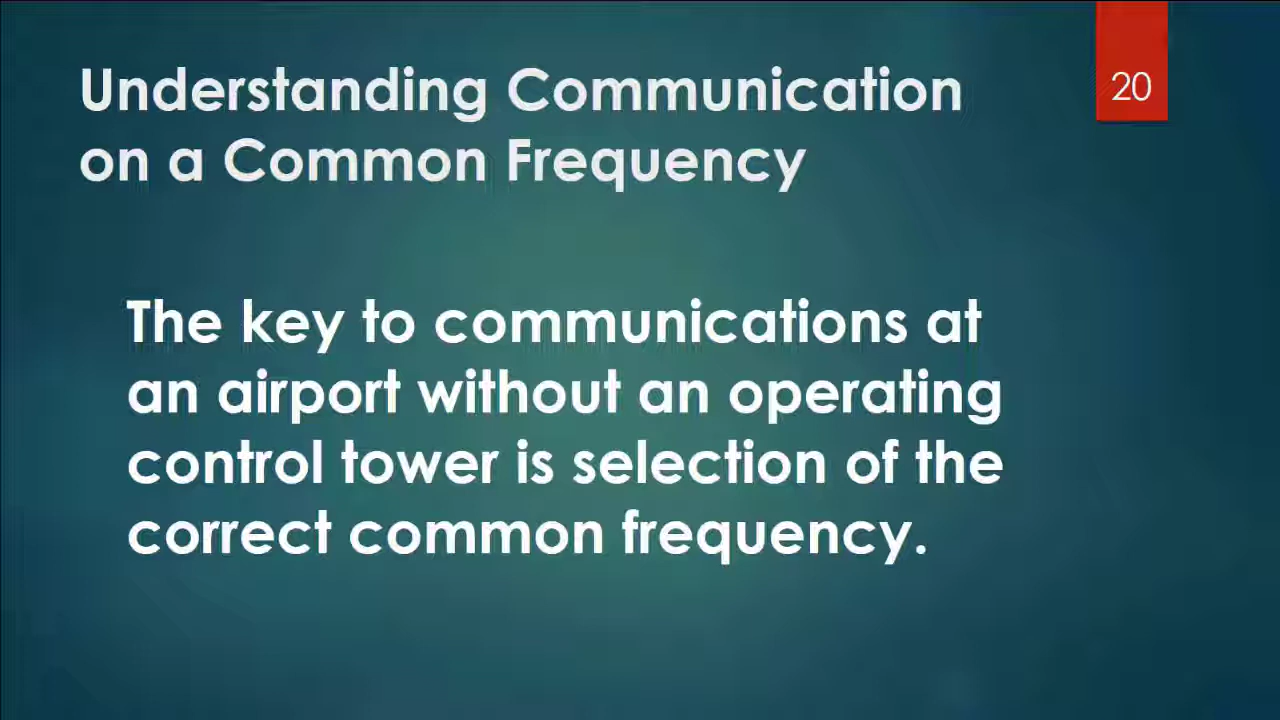 Understanding Communication
on a Common Frequency
20
The key to communications at
an airport without an operating
control tower is selection of the
correct common frequency.